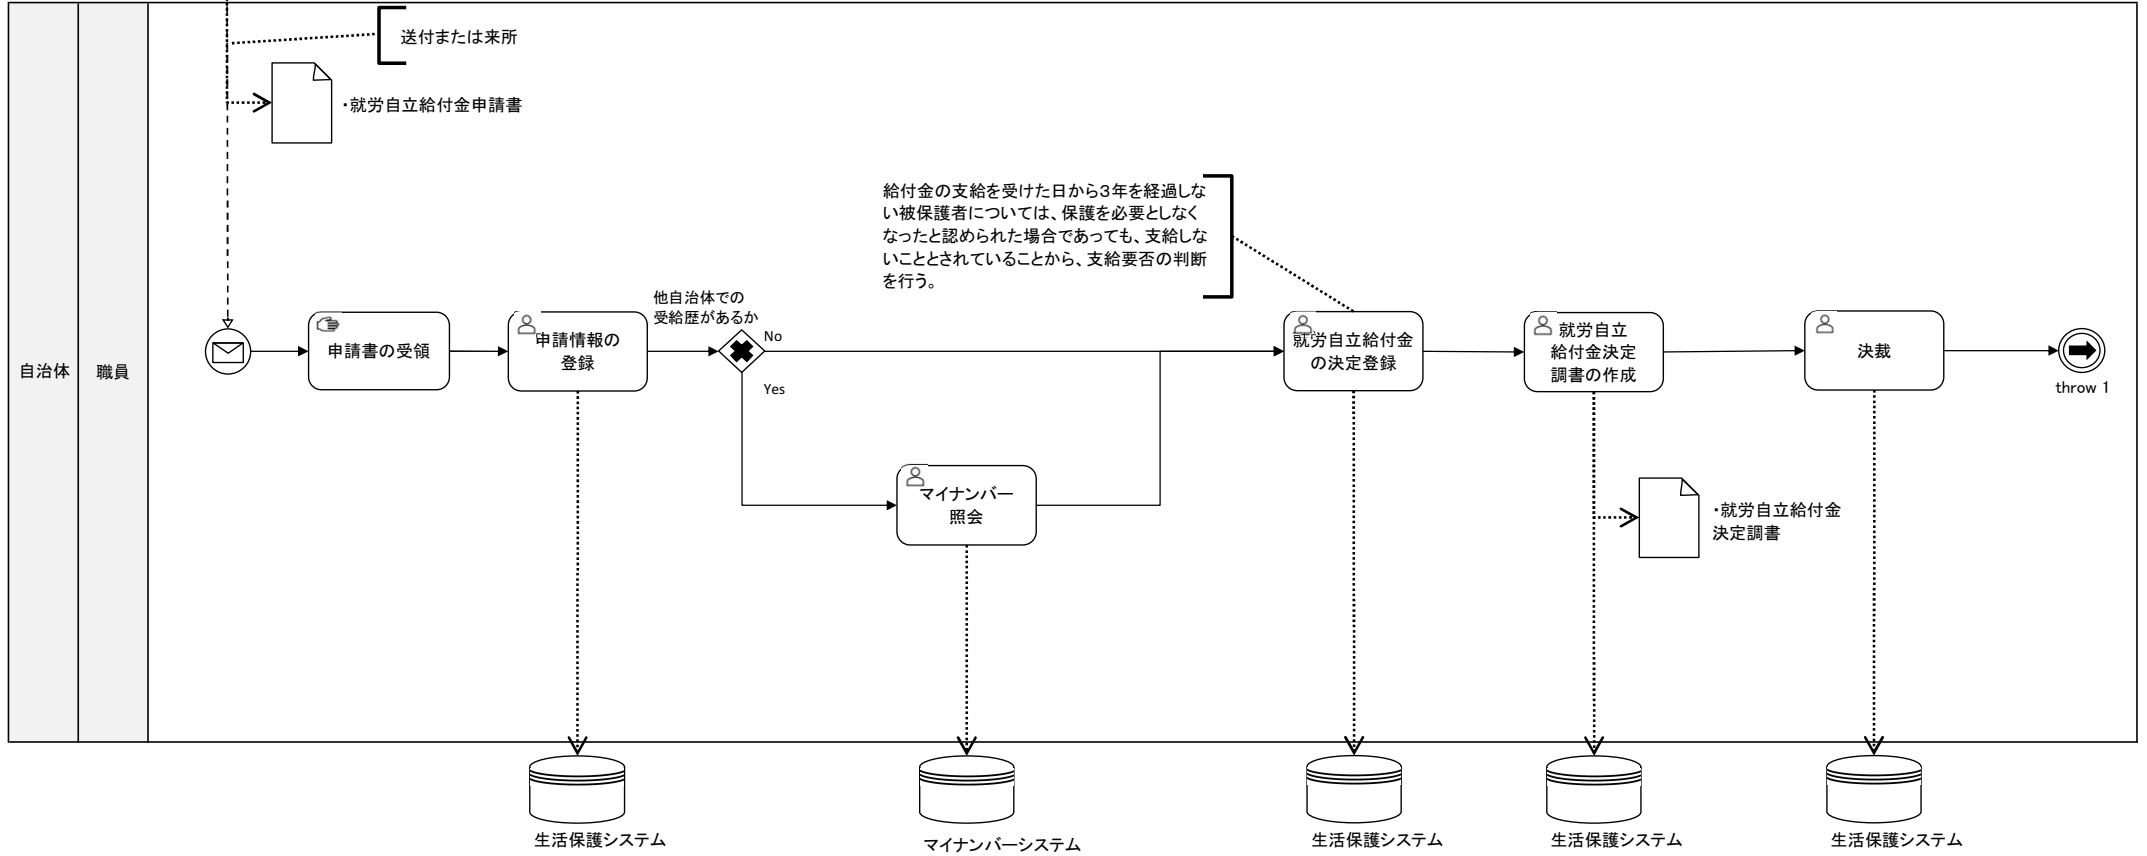 送付または来所
・就労自立給付金申請書
給付金の支給を受けた日から3年を経過しな
い被保護者については、保護を必要としなく
なったと認められた場合であっても、支給しな
いこととされていることから、支給要否の判断
を行う。
自治体
職員
申請書の受領
申請情報の
登録
他自治体での
受給歴があるか
No
Yes
マイナンバー
照会
就労自立給付金
の決定登録
就労自立
給付金決定
調書の作成
・就労自立給付金
決定調書
決裁
throw 1
生活保護システム
マイナンバーシステム
生活保護システム
生活保護システム
生活保護システム